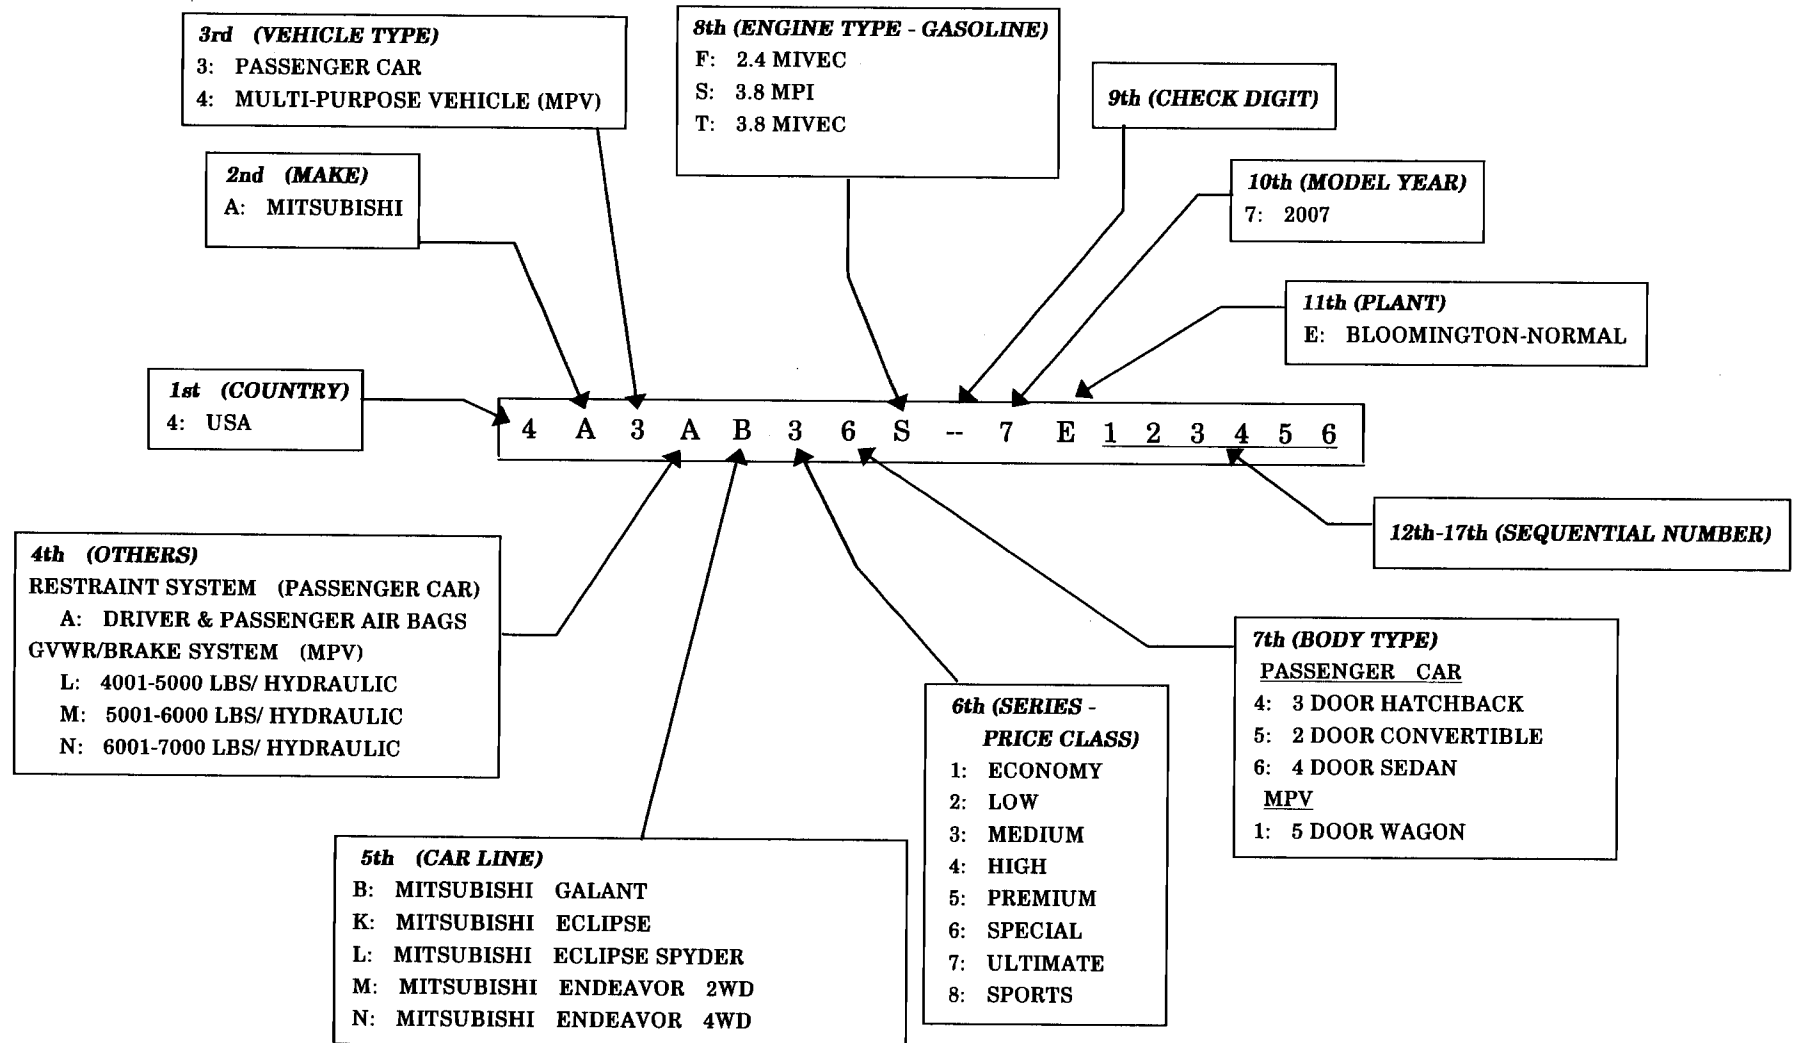 3rd (VEHICLE TYPE)
3: PASSENGER CAR
4: MULTI-PURPOSE VEHICLE (MPV)
8th (ENGINE TYPE - GASOLINE)
F: 2.4 MIVEC
S: 3.8 MPI
T: 3.8 MIVEC
9th (CHECK DIGIT)
2nd (MAKE)
A: MITSUBISHI
10th (MODEL YEAR)
7: 2007
11th (PLANT)
E: BLOOMINGTON-NORMAL
1st (COUNTRY)
4: USA
4 A 3 A B 3 6 S -- 7 E 1 2 3 4 5 6
12th-17th (SEQUENTIAL NUMBER)
4th (OTHERS)
RESTRAINT SYSTEM (PASSENGER CAR)
A: DRIVER & PASSENGER AIR BAGS
GVWR/BRAKE SYSTEM (MPV)
L: 4001-5000 LBS/ HYDRAULIC
M: 5001-6000 LBS/ HYDRAULIC
N: 6001-7000 LBS/ HYDRAULIC
7th (BODY TYPE)
PASSENGER CAR
4: 3 DOOR HATCHBACK
5: 2 DOOR CONVERTIBLE
6: 4 DOOR SEDAN
MPV
1: 5 DOOR WAGON
6th (SERIES -
PRICE CLASS)
1: ECONOMY
2: LOW
3: MEDIUM
4: HIGH
5: PREMIUM
6: SPECIAL
7: ULTIMATE
8: SPORTS
5th (CAR LINE)
B: MITSUBISHI GALANT
K: MITSUBISHI ECLIPSE
L: MITSUBISHI ECLIPSE SPYDER
M: MITSUBISHI ENDEAVOR 2WD
N: MITSUBISHI ENDEAVOR 4WD